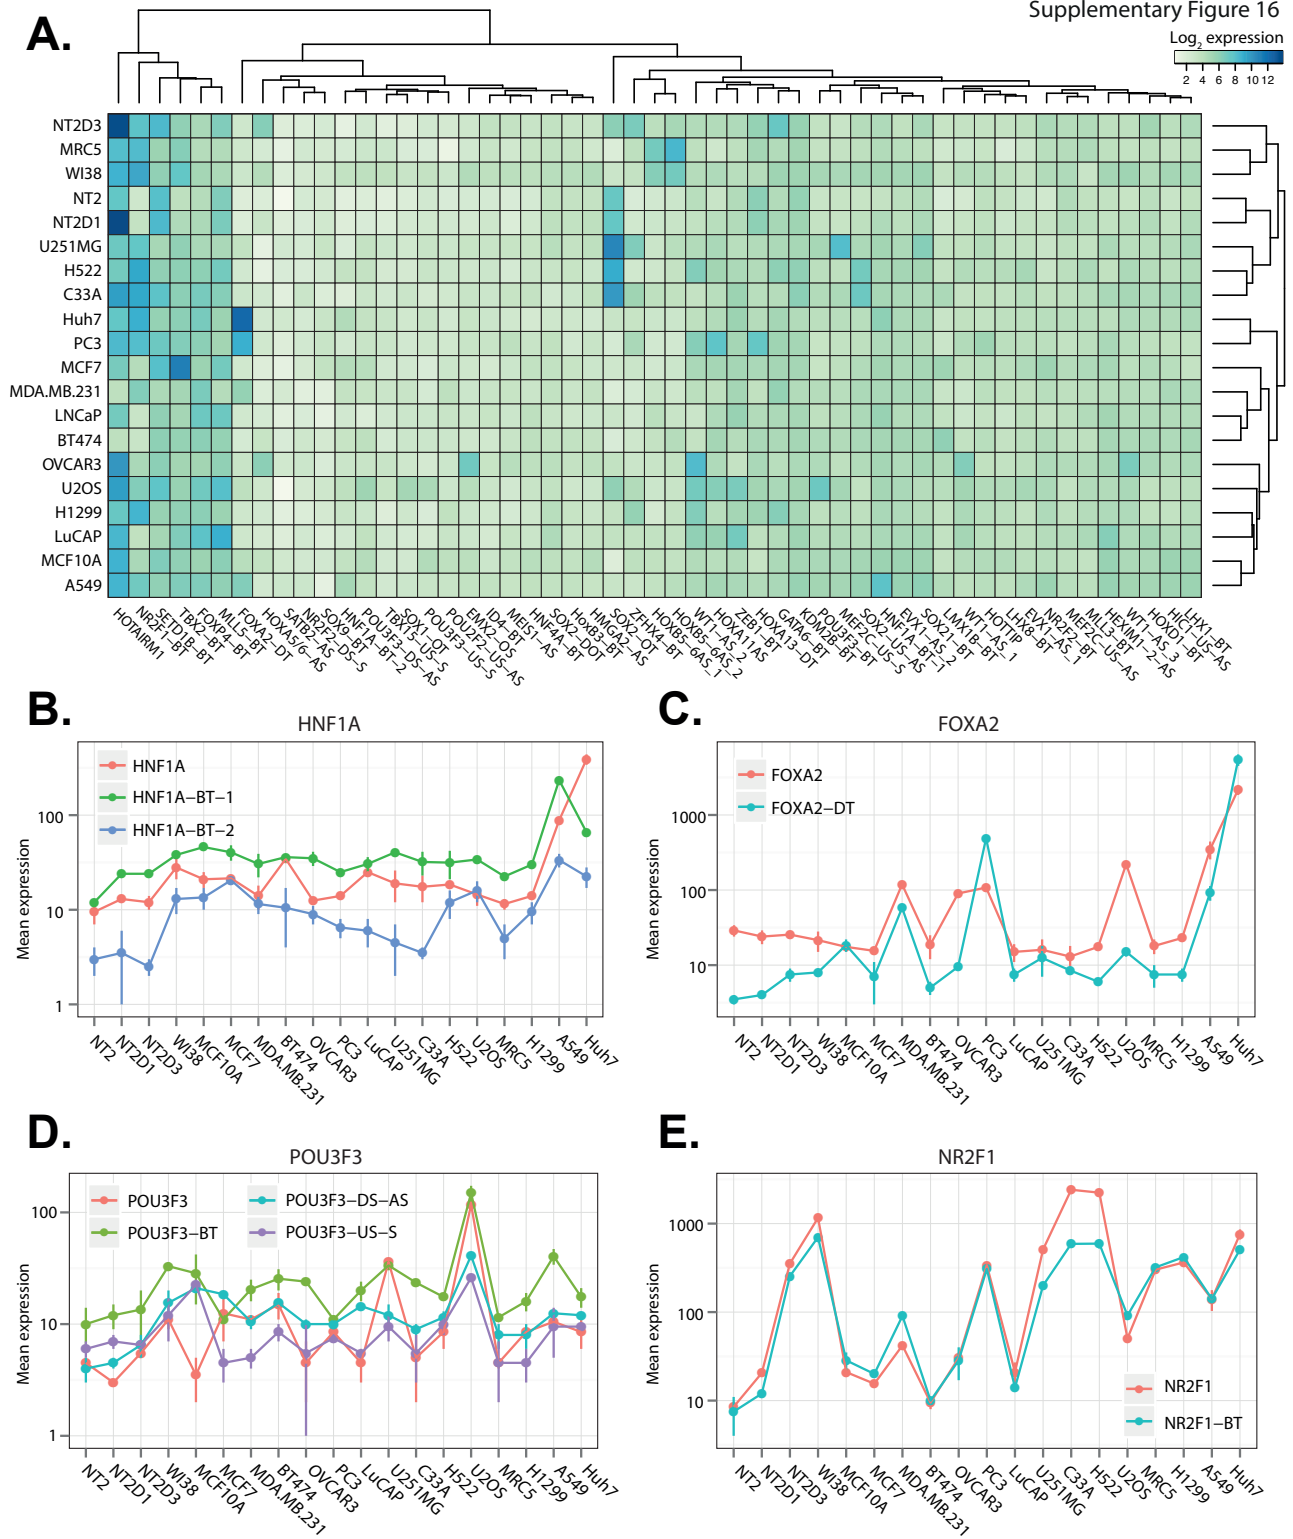 Supplementary Figure 16
A.
Log2 expression
2 4 6 8 10 12
NT2D3
MRC5
WI38
NT2
NT2D1
U251MG
H522
C33A
Huh7
PC3
MCF7
MDA.MB.231
LNCaP
BT474
OVCAR3
U2OS
H1299
LuCAP
MCF10A
A549
HOTAIRM1
NR2F1−BT
SETD1B−BT
TBX2−BT
FOXP4−BT
MLL5−BT
FOXA2−DT
HOXA5/6−AS
SATB2−AS
NR2F2−DS−S
SOX9−BT
HNF1A−BT−2
POU3F3−DS−AS
TBX15−US−S
SOX1−OT
POU3F3−US−S
POU2F2−US−AS
EMX2−OS
ID4−BT
MEIS1−AS
HNF4A−BT
SOX2−DOT
HoxB3−BT
HMGA2−AS
SOX2−OT
ZFHX4−BT
HOXB5−6AS_1
HOXB5−6AS_2
WT1−AS_2
HOXA11AS
ZEB1−BT
HOXA13−DT
GATA6−BT
KDM2B−BT
POU3F3−BT
MEF2C−US−S
SOX2−US−AS
HNF1A−BT−1
EVX1−AS_2
SOX21−BT
LMX1B−BT
WT1−AS_1
HOTTIP
LHX8−BT
EVX1−AS_1
NR2F2−BT
MEF2C−US−AS
MLL3−BT
HEXIM1−2−AS
WT1−AS_3
HOXD1−BT
HIC1−US−AS
LHX1−BT
B.
HNF1A
HNF1A
HNF1A−BT−1
HNF1A−BT−2
Mean expression
100
10
1
NT2
NT2D1
NT2D3
WI38
MCF10A
MCF7
MDA.MB.231
BT474
OVCAR3
PC3
LuCAP
U251MG
C33A
H522
U2OS
MRC5
H1299
A549
Huh7
C.
FOXA2
FOXA2
FOXA2−DT
Mean expression
1000
100
10
NT2
NT2D1
NT2D3
WI38
MCF10A
MCF7
MDA.MB.231
BT474
OVCAR3
PC3
LuCAP
U251MG
C33A
H522
U2OS
MRC5
H1299
A549
Huh7
D.
POU3F3
POU3F3
POU3F3−BT
POU3F3−DS−AS
POU3F3−US−S
Mean expression
100
10
1
NT2
NT2D1
NT2D3
WI38
MCF10A
MCF7
MDA.MB.231
BT474
OVCAR3
PC3
LuCAP
U251MG
C33A
H522
U2OS
MRC5
H1299
A549
Huh7
E.
NR2F1
Mean expression
1000
100
10
NR2F1
NR2F1−BT
NT2
NT2D1
NT2D3
WI38
MCF10A
MCF7
MDA.MB.231
BT474
OVCAR3
PC3
LuCAP
U251MG
C33A
H522
U2OS
MRC5
H1299
A549
Huh7